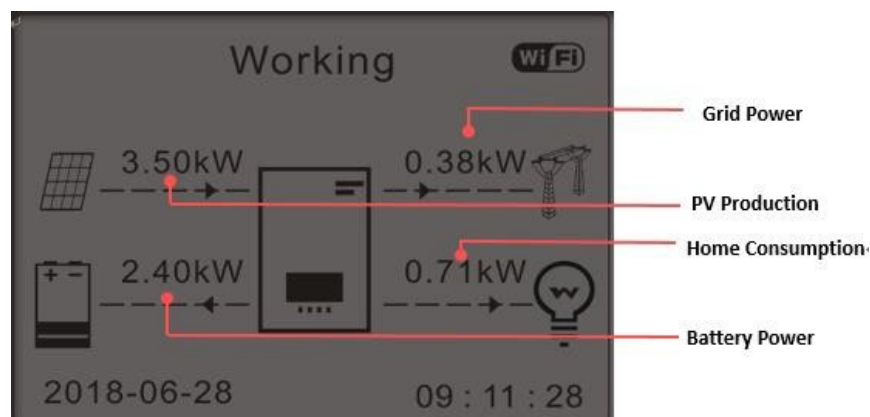 Working
WiFi
Grid Power
3.50kW
0.38kW
PV Production
Home Consumption
2.40kW
0.71kW
Battery Power
2018-06-28
09 : 11 : 28